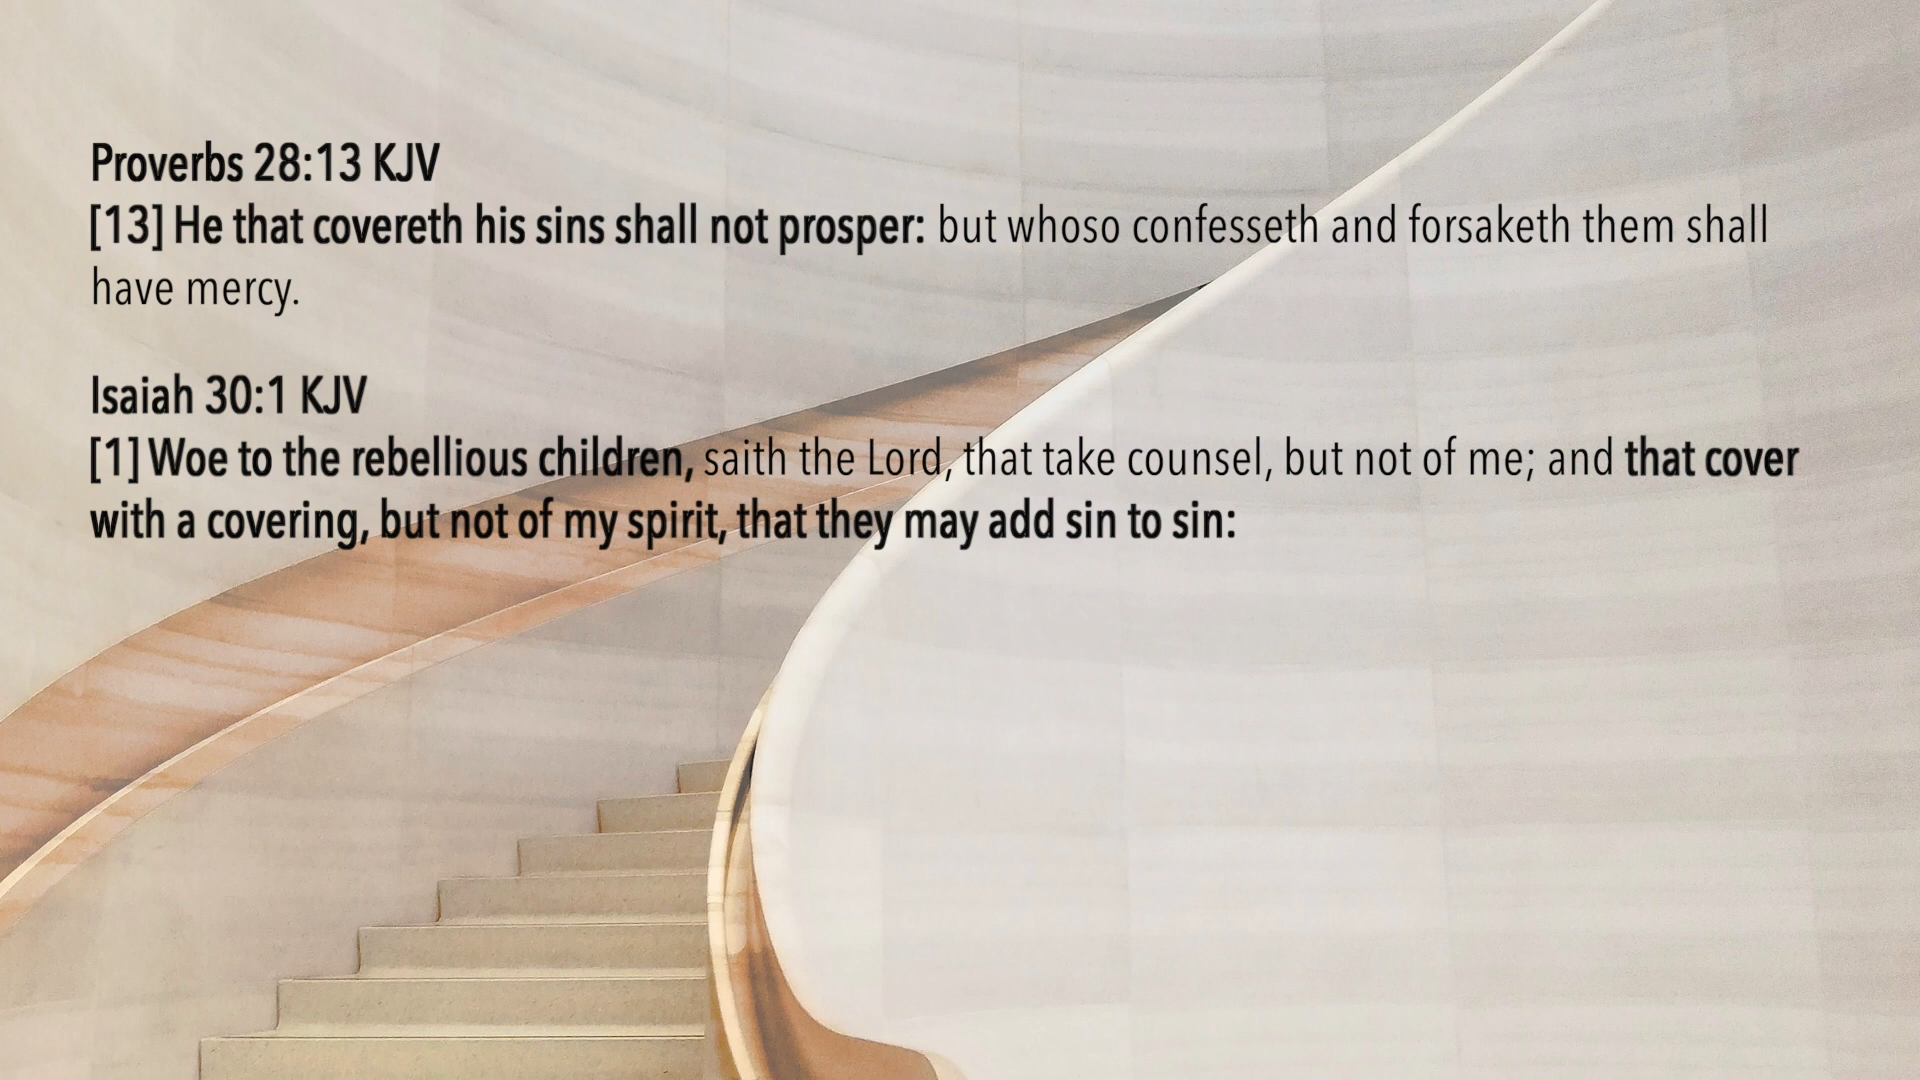 Proverbs 28:13 KJV
[13] He that covereth his sins shall not prosper: but whoso confesseth and forsaketh them shall
have mercy.
Isaiah 30:1 KJV
[1] Woe to the rebellious children, saith the Lord, that take counsel, but not of me; and that cover
with a covering, but not of my spirit, that they may add sin to sin: